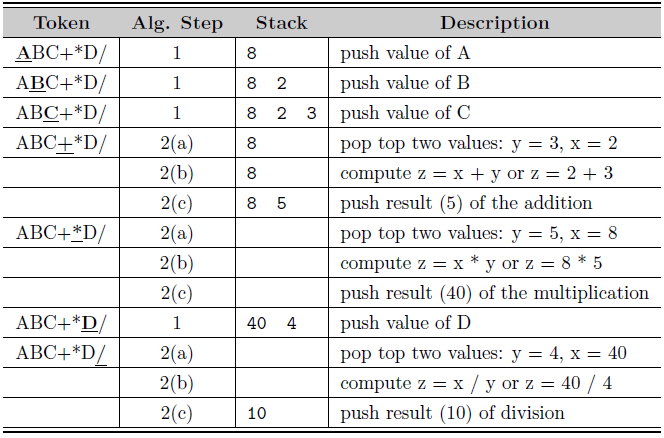 Token Alg. Step Stack Description
ABC+*D/ 1 8 push value of A
ABC+*D/ 1 8 2 push value of B
ABC+*D/ 1 8 2 3 push value of C
ABC+*D/ 2(a) 8 pop top two values: y = 3, x = 2
2(b) 8 compute z = x + y or z = 2 + 3
2(c) 8 5 push result (5) of the addition
ABC+*D/ 2(a) pop top two values: y = 5, x = 8
2(b) compute z = x * y or z = 8 * 5
2(c) push result (40) of the multiplication
ABC+*D/ 1 40 4 push value of D
ABC+*D/ 2(a) pop top two values: y = 4, x = 40
2(b) compute z = x / y or z = 40 / 4
2(c) 10 push result (10) of division